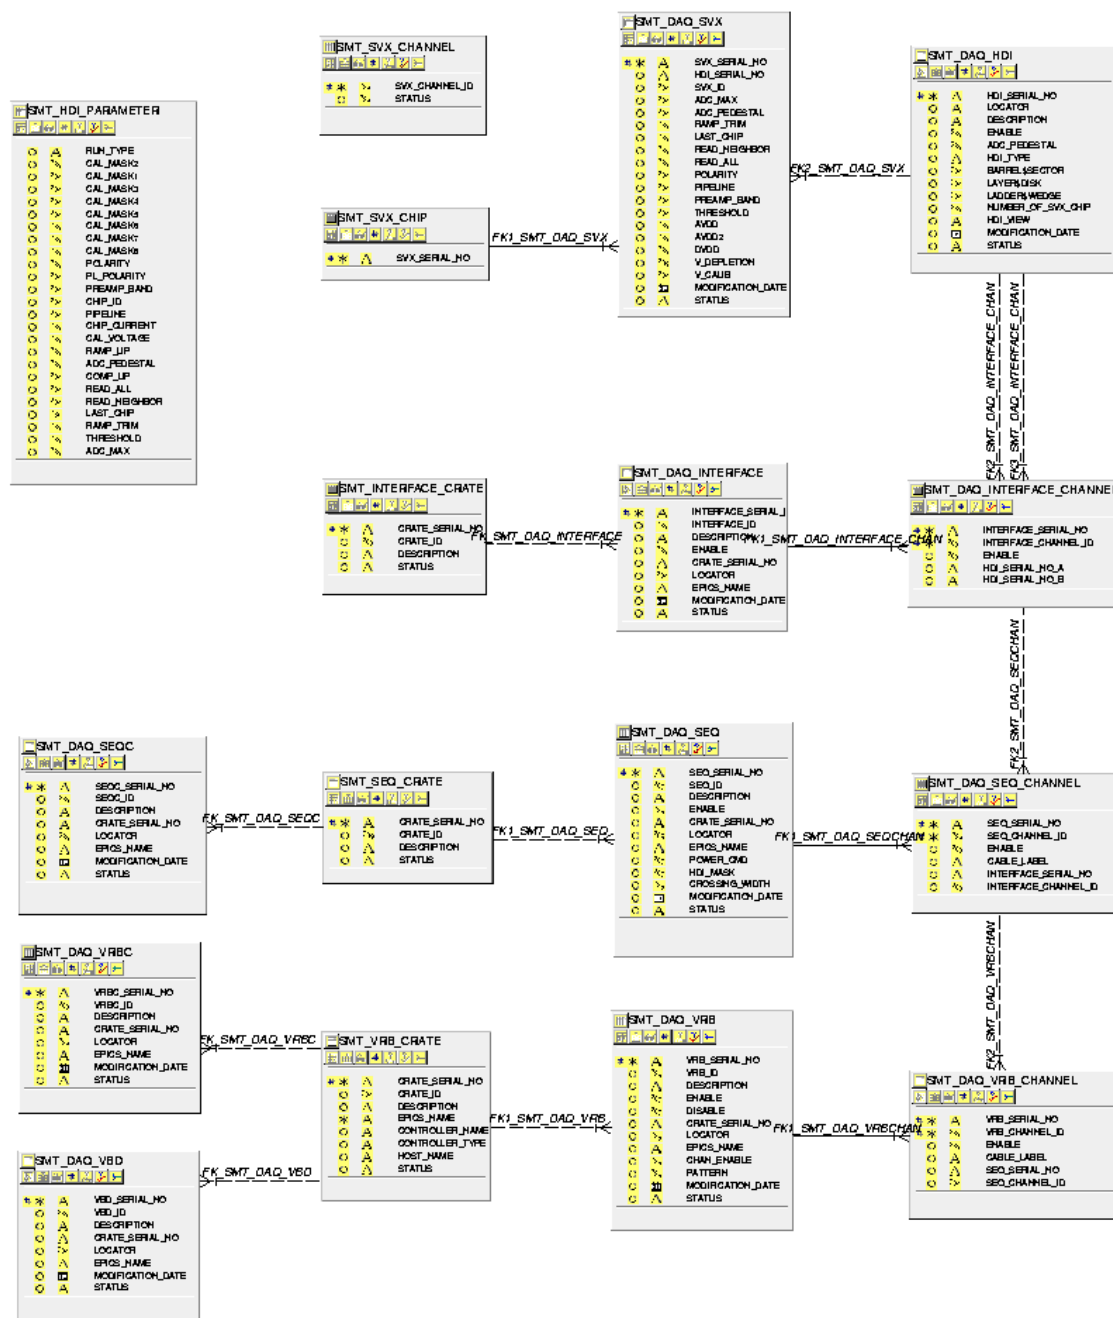 SMT_SVX_CHANNEL
SVX_CHANNEL_ID
STATUS
SMT_DAQ_SVX
SVX_SERIAL_NO
HDI_SERIAL_NO
SVX_ID
ADC_MAX
ADC_PEDESTAL
RAMP_TRIM
LAST_CHIP
READ_NEIGHBOR
READ_ALL
POLARITY
PIPELINE
PREAMP_BAND
THRESHOLD
AVDD
AVDD2
DVDD
V_DEPLETION
V_CALIB
MODIFICATION_DATE
STATUS
SMT_DAQ_HDI
HDI_SERIAL_NO
LOCATOR
DESCRIPTION
ENABLE
ADC_PEDESTAL
HDI_TYPE
BARREL$SECTOR
LAYER$DISK
LADDER$WEDGE
NUMBER_OF_SVX_CHIP
HDI_VIEW
MODIFICATION_DATE
STATUS
SMT_HDI_PARAMETER
RUN_TYPE
CAL_MASK2
CAL_MASK1
CAL_MASK3
CAL_MASK4
CAL_MASK5
CAL_MASK6
CAL_MASK7
CAL_MASK8
POLARITY
PL_POLARITY
PREAMP_BAND
CHIP_ID
PIPELINE
CHIP_CURRENT
CAL_VOLTAGE
RAMP_UP
ADC_PEDESTAL
COMP_UP
READ_ALL
READ_NEIGHBOR
LAST_CHIP
RAMP_TRIM
THRESHOLD
ADC_MAX
SMT_SVX_CHIP
SVX_SERIAL_NO
FK1_SMT_DAQ_SVX
FK2_SMT_DAQ_SVX
FK2_SMT_DAQ_INTERFACE_CHAN
FK3_SMT_DAQ_INTERFACE_CHAN
SMT_INTERFACE_CRATE
CRATE_SERIAL_NO
CRATE_ID
DESCRIPTION
STATUS
FK_SMT_DAQ_INTERFACE
SMT_DAQ_INTERFACE
INTERFACE_SERIAL_
INTERFACE_ID
DESCRIPTION
ENABLE
CRATE_SERIAL_NO
LOCATOR
EPICS_NAME
MODIFICATION_DATE
STATUS
FK1_SMT_DAQ_INTERFACE_CHAN
SMT_DAQ_INTERFACE_CHANNEL
INTERFACE_SERIAL_NO
INTERFACE_CHANNEL_ID
ENABLE
HDI_SERIAL_NO_A
HDI_SERIAL_NO_B
FK2_SMT_DAQ_SEQCHAN
SMT_DAQ_SEQC
SEQC_SERIAL_NO
SEQC_ID
DESCRIPTION
CRATE_SERIAL_NO
LOCATOR
EPICS_NAME
MODIFICATION_DATE
STATUS
FK_SMT_DAQ_SEQC
SMT_SEQ_CRATE
CRATE_SERIAL_NO
CRATE_ID
DESCRIPTION
STATUS
FK1_SMT_DAQ_SEQ
SMT_DAQ_SEQ
SEQ_SERIAL_NO
SEQ_ID
DESCRIPTION
ENABLE
CRATE_SERIAL_NO
LOCATOR
EPICS_NAME
POWER_CMD
HDI_MASK
CROSSING_WIDTH
MODIFICATION_DATE
STATUS
FK1_SMT_DAQ_SEQCHAN
SMT_DAQ_SEQ_CHANNEL
SEQ_SERIAL_NO
SEQ_CHANNEL_ID
ENABLE
CABLE_LABEL
INTERFACE_SERIAL_NO
INTERFACE_CHANNEL_ID
FK2_SMT_DAQ_VRBCHAN
SMT_DAQ_VRBC
VRBC_SERIAL_NO
VRBC_ID
DESCRIPTION
CRATE_SERIAL_NO
LOCATOR
EPICS_NAME
MODIFICATION_DATE
STATUS
FK_SMT_DAQ_VRBC
SMT_VRB_CRATE
CRATE_SERIAL_NO
CRATE_ID
DESCRIPTION
EPICS_NAME
CONTROLLER_NAME
CONTROLLER_TYPE
HOST_NAME
STATUS
FK1_SMT_DAQ_VRB
SMT_DAQ_VRB
VRB_SERIAL_NO
VRB_ID
DESCRIPTION
ENABLE
DISABLE
CRATE_SERIAL_NO
LOCATOR
EPICS_NAME
CHAN_ENABLE
PATTERN
MODIFICATION_DATE
STATUS
FK1_SMT_DAQ_VRBCHAN
SMT_DAQ_VRB_CHANNEL
VRB_SERIAL_NO
VRB_CHANNEL_ID
ENABLE
CABLE_LABEL
SEQ_SERIAL_NO
SEQ_CHANNEL_ID
SMT_DAQ_VBD
VBD_SERIAL_NO
VBD_ID
DESCRIPTION
CRATE_SERIAL_NO
LOCATOR
EPICS_NAME
MODIFICATION_DATE
STATUS
FK_SMT_DAQ_VBD